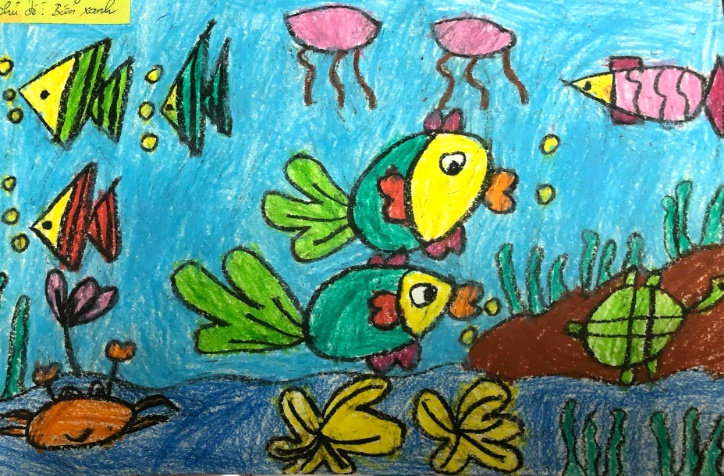 chủ đề: Biển xanh